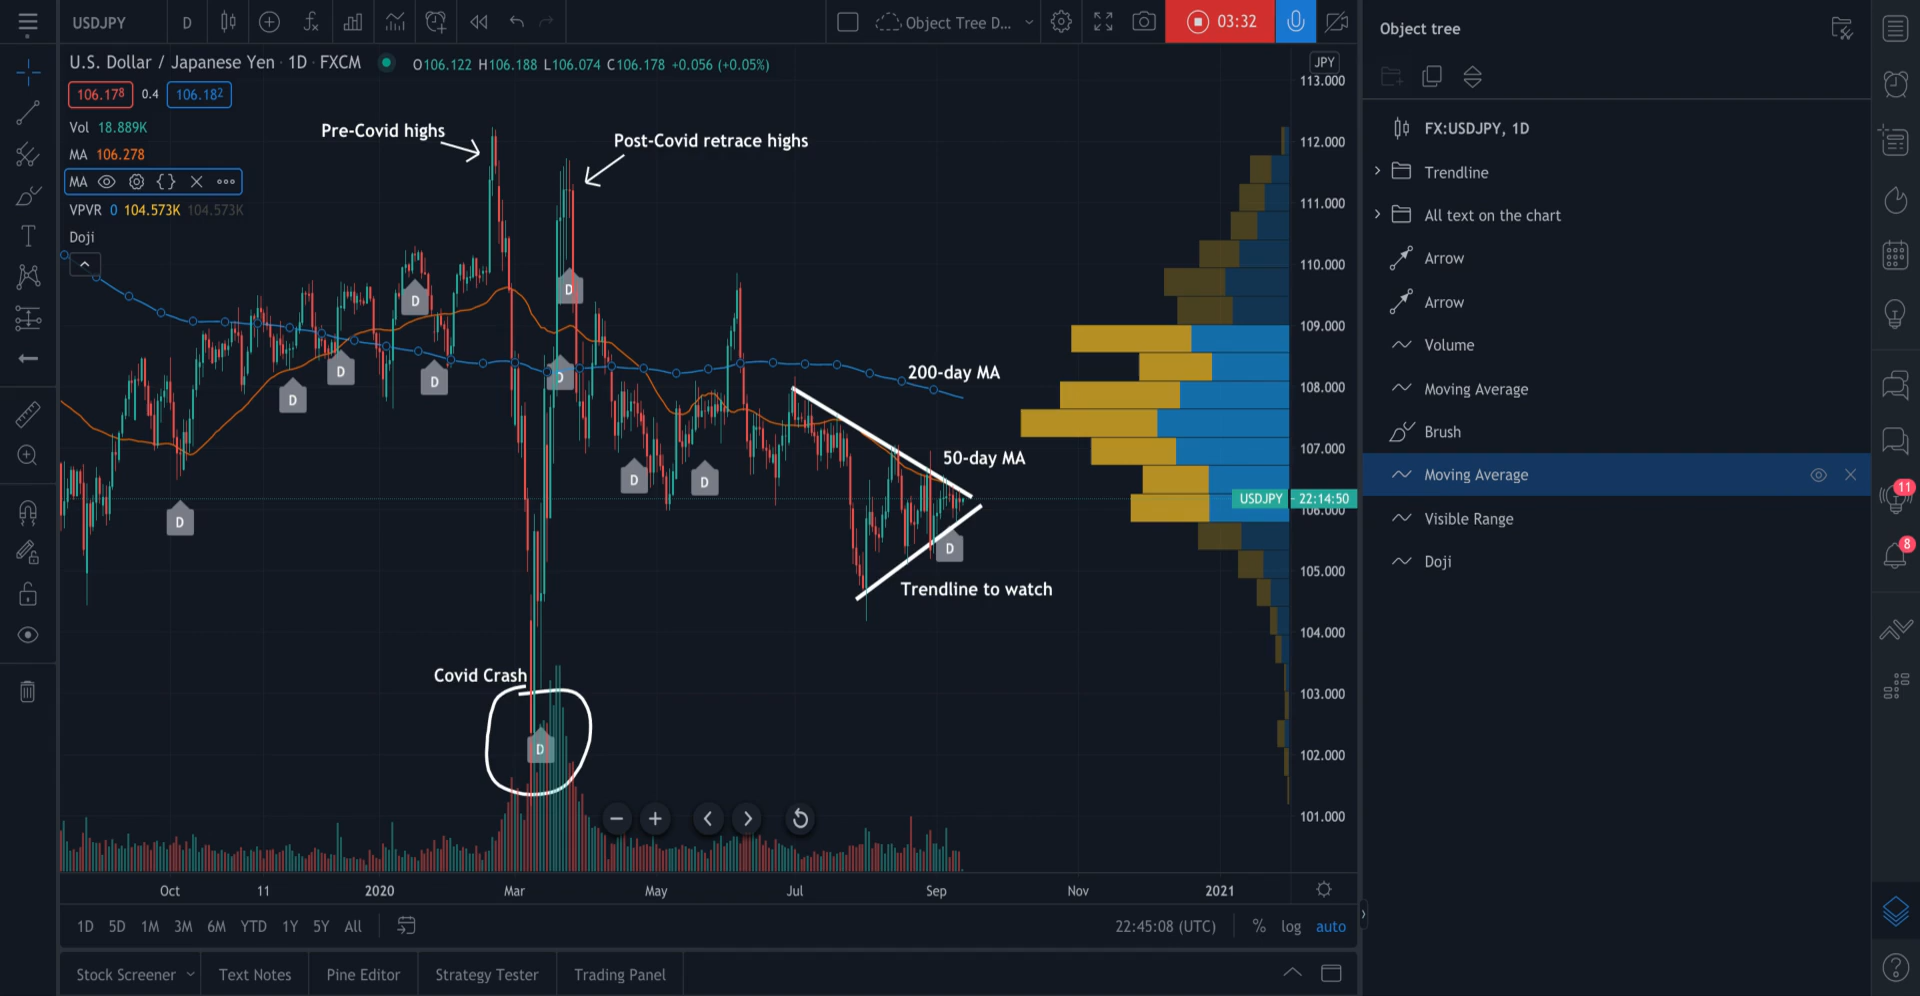 USDJPY
D
Object Tree D...
03:32
Object tree
U.S. Dollar / Japanese Yen · 1D · FXCM
O106.122 H106.188 L106.074 C106.178 +0.056 (+0.05%)
JPY
106.178
0.4
106.182
Vol 18.889K
MA 106.278
MA
VPVR 0 104.573K 104.573K
Doji
Pre-Covid highs
Post-Covid retrace highs
200-day MA
50-day MA
Trendline to watch
Covid Crash
D
D
D
D
D
D
D
D
D
D
D
113.000
112.000
111.000
110.000
109.000
108.000
107.000
USDJPY
22:14:50
106.000
105.000
104.000
103.000
102.000
101.000
Oct
11
2020
Mar
May
Jul
Sep
Nov
2021
1D
5D
1M
3M
6M
YTD
1Y
5Y
All
22:45:08 (UTC)
%
log
auto
Stock Screener
Text Notes
Pine Editor
Strategy Tester
Trading Panel
FX:USDJPY, 1D
Trendline
All text on the chart
Arrow
Arrow
Volume
Moving Average
Brush
Moving Average
Visible Range
Doji
11
8